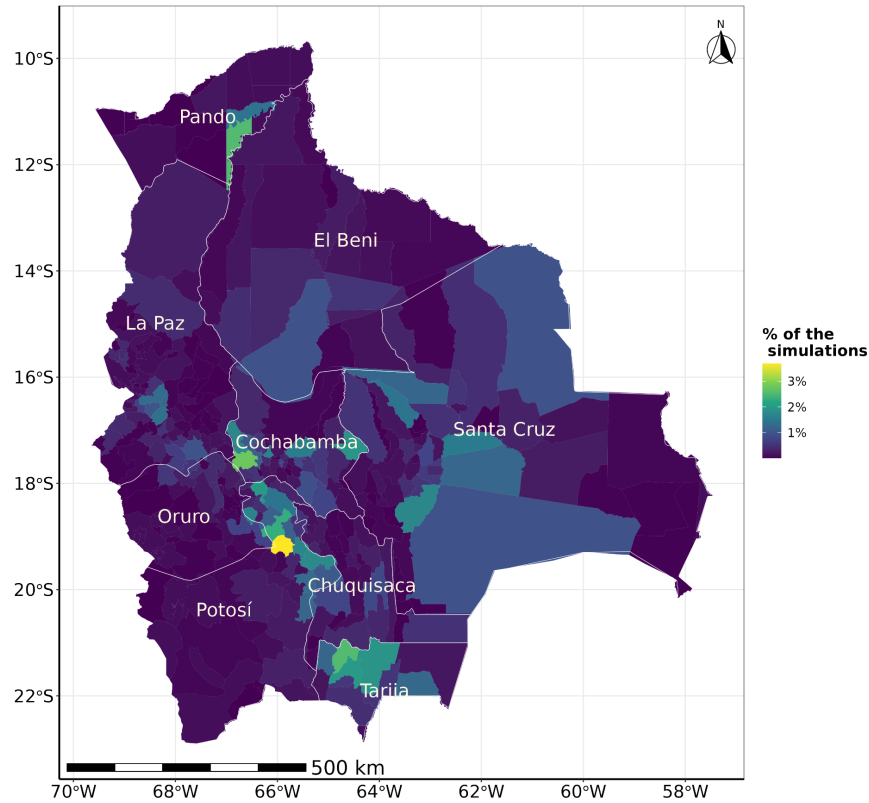 N
10°S
Pando
12°S
El Beni
14°S
La Paz
% of the
simulations
16°S
3%
2%
1%
Santa Cruz
Cochabamba
18°S
Oruro
20°S
Chuquisaca
Potosí
Tarija
22°S
500 km
70°W
68°W
66°W
64°W
62°W
60°W
58°W